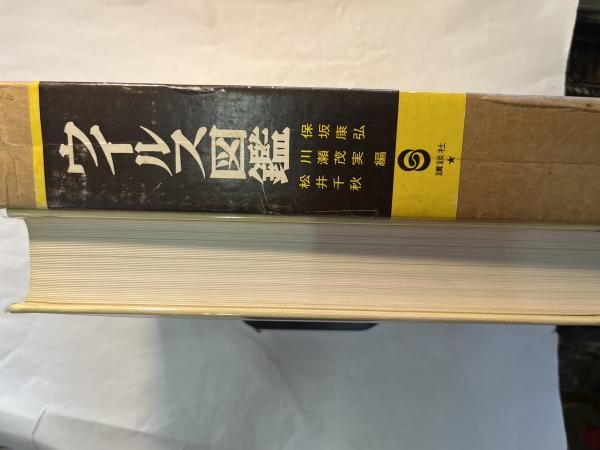 ウイルス図鑑
保坂康弘
川瀬茂実 編
松井千秋
講談社
★